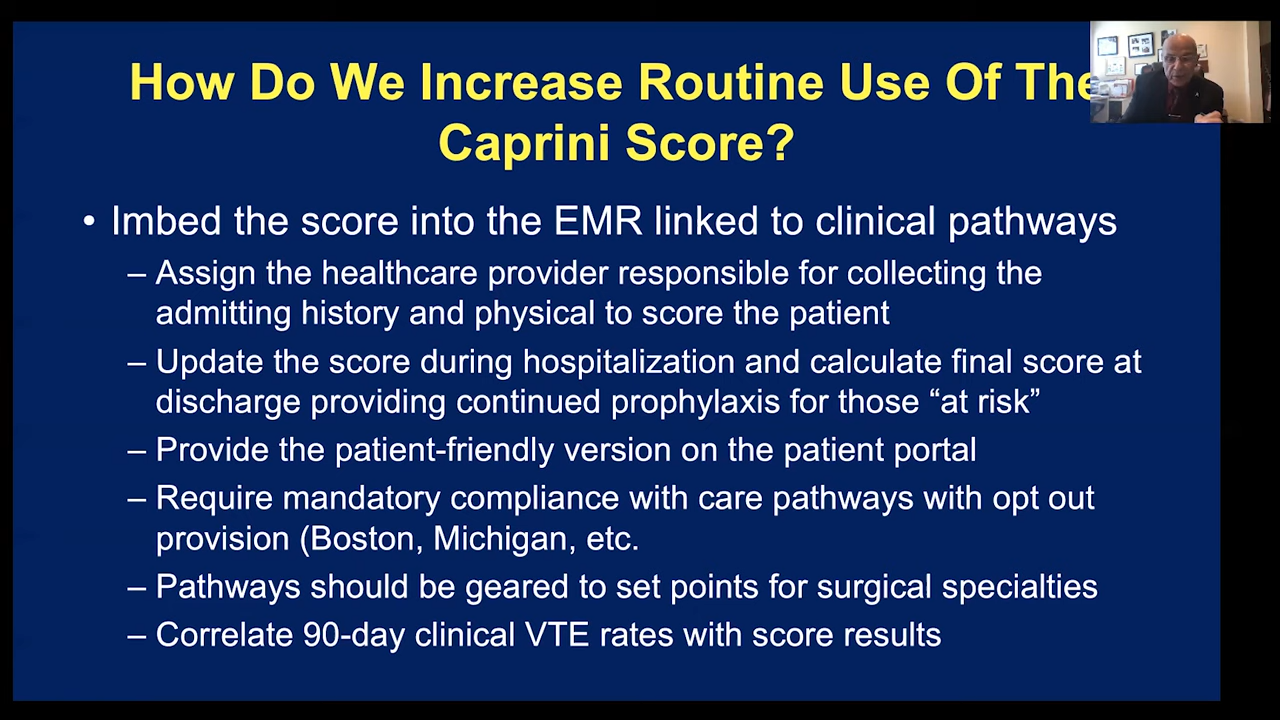 How Do We Increase Routine Use Of The
Caprini Score?
• Imbed the score into the EMR linked to clinical pathways
– Assign the healthcare provider responsible for collecting the
admitting history and physical to score the patient
– Update the score during hospitalization and calculate final score at
discharge providing continued prophylaxis for those “at risk”
– Provide the patient-friendly version on the patient portal
– Require mandatory compliance with care pathways with opt out
provision (Boston, Michigan, etc.
– Pathways should be geared to set points for surgical specialties
– Correlate 90-day clinical VTE rates with score results